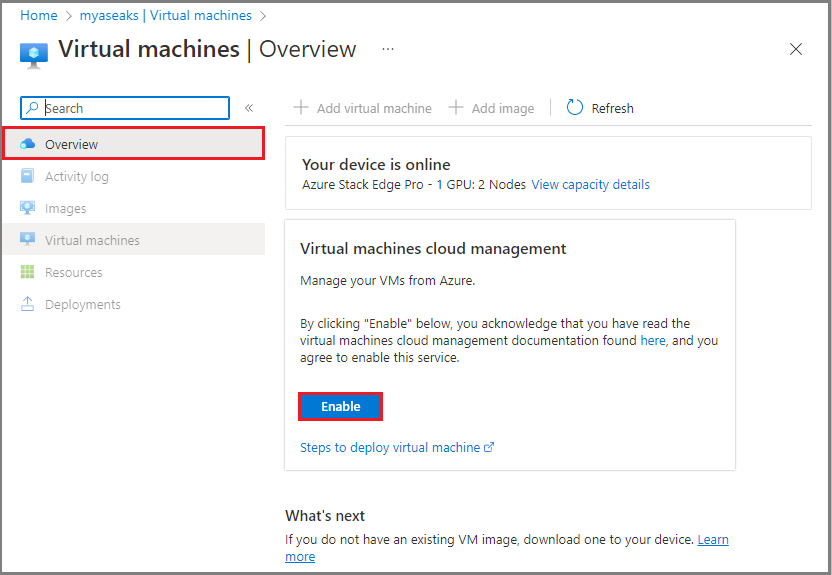 Home > myaseaks | Virtual machines >
Virtual machines | Overview ...
Search «
Overview
Activity log
Images
Virtual machines
Resources
Deployments
Add virtual machine Add image Refresh
Your device is online
Azure Stack Edge Pro - 1 GPU: 2 Nodes View capacity details
Virtual machines cloud management
Manage your VMs from Azure.
By clicking "Enable" below, you acknowledge that you have read the
virtual machines cloud management documentation found here, and you
agree to enable this service.
Enable
Steps to deploy virtual machine
What's next
If you do not have an existing VM image, download one to your device. Learn
more